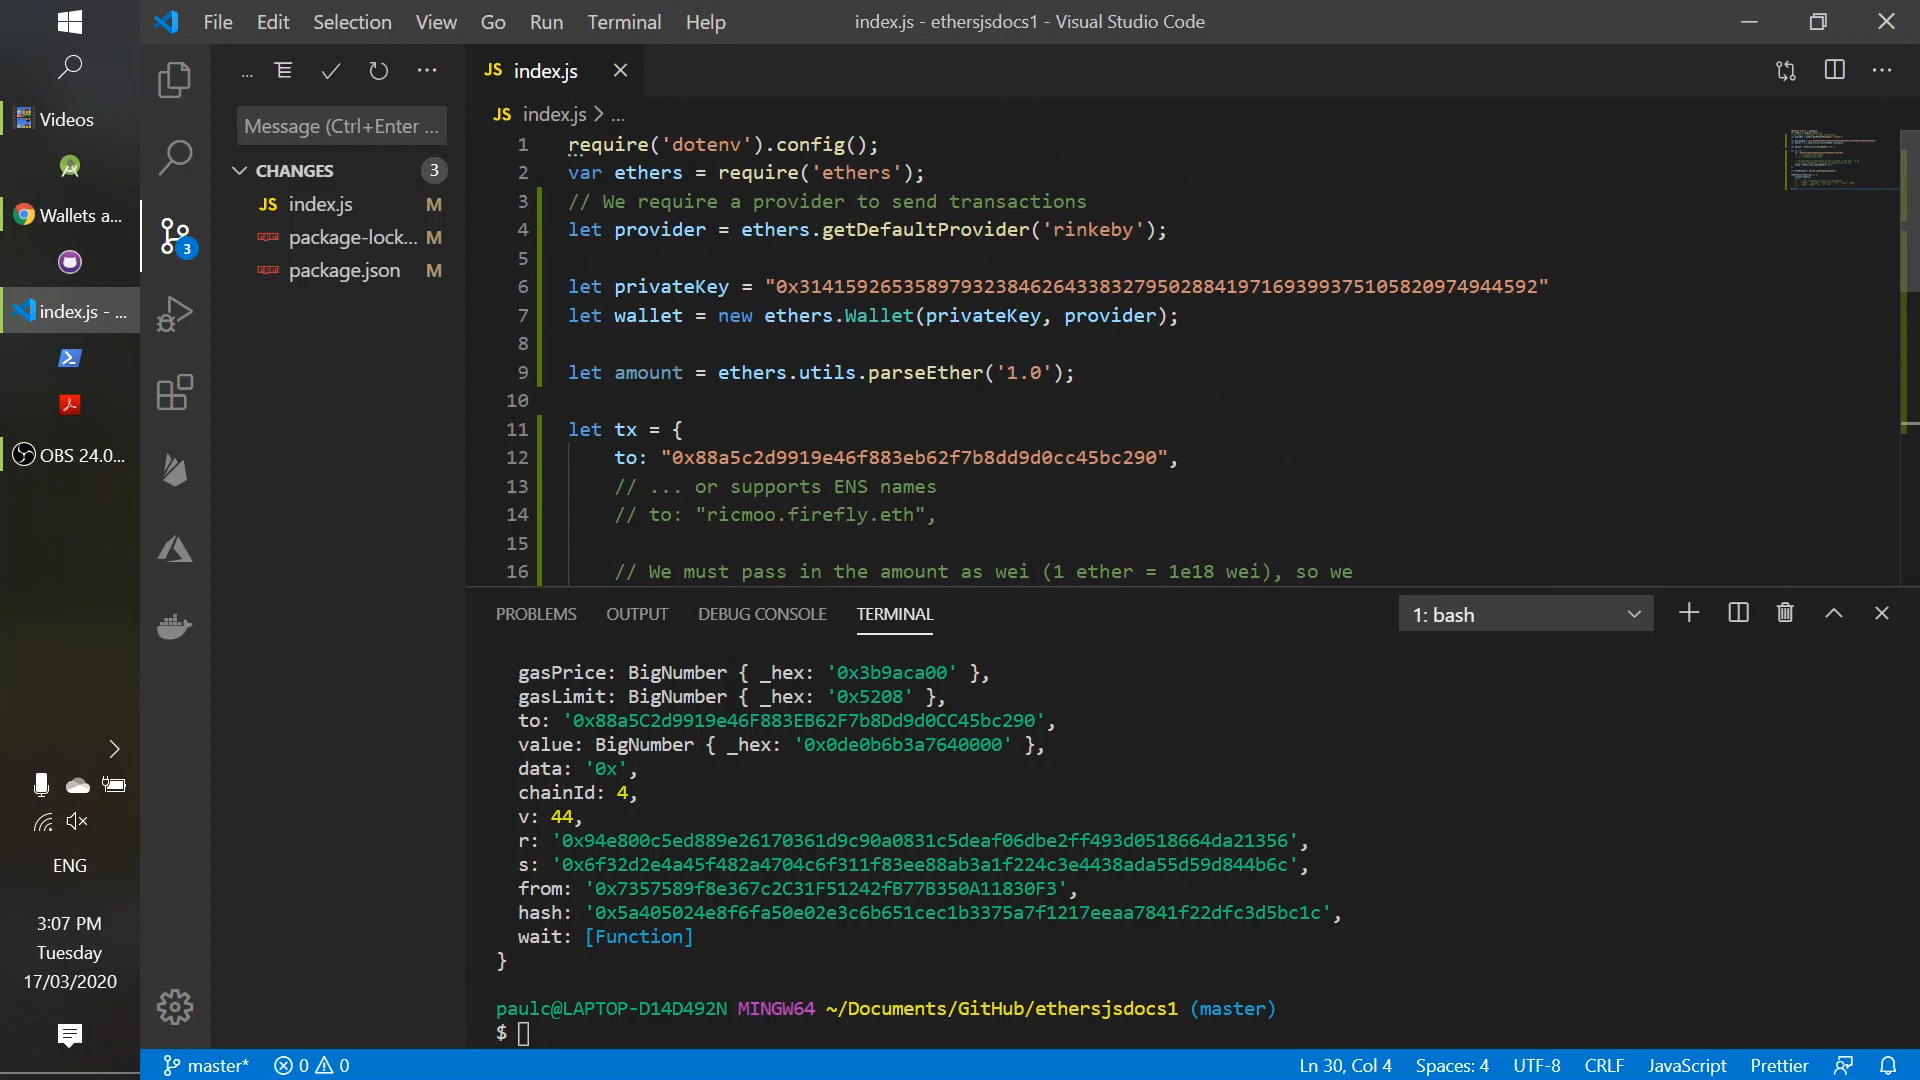 File Edit Selection View Go Run Terminal Help
index.js - ethersjsdocs1 - Visual Studio Code
Videos
Wallets a...
index.js - ...
OBS 24.0...
ENG
3:07 PM
Tuesday
17/03/2020
...
Message (Ctrl+Enter ...
CHANGES 3
JS index.js M
package-lock... M
package.json M
3
JS index.js
JS index.js > ...
1 require('dotenv').config();
2 var ethers = require('ethers');
3 // We require a provider to send transactions
4 let provider = ethers.getDefaultProvider('rinkeby');
5
6 let privateKey = "0x3141592653589793238462643383279502884197169399375105820974944592"
7 let wallet = new ethers.Wallet(privateKey, provider);
8
9 let amount = ethers.utils.parseEther('1.0');
10
11 let tx = {
12 to: "0x88a5c2d9919e46f883eb62f7b8dd9d0cc45bc290",
13 // ... or supports ENS names
14 // to: "ricmoo.firefly.eth",
15
16 // We must pass in the amount as wei (1 ether = 1e18 wei), so we
PROBLEMS OUTPUT DEBUG CONSOLE TERMINAL 1: bash
gasPrice: BigNumber { _hex: '0x3b9aca00' },
gasLimit: BigNumber { _hex: '0x5208' },
to: '0x88a5C2d9919e46F883EB62F7b8Dd9d0CC45bc290',
value: BigNumber { _hex: '0x0de0b6b3a7640000' },
data: '0x',
chainId: 4,
v: 44,
r: '0x94e800c5ed889e26170361d9c90a0831c5deaf06dbe2ff493d0518664da21356',
s: '0x6f32d2e4a45f482a4704c6f311f83ee88ab3a1f224c3e4438ada55d59d844b6c',
from: '0x7357589f8e367c2C31F51242fB77B350A11830F3',
hash: '0x5a405024e8f6fa50e02e3c6b651cec1b3375a7f1217eeaa7841f22dfc3d5bc1c',
wait: [Function]
}
paulc@LAPTOP-D14D492N MINGW64 ~/Documents/GitHub/ethersjsdocs1 (master)
$
master* 0 0 Ln 30, Col 4 Spaces: 4 UTF-8 CRLF JavaScript Prettier